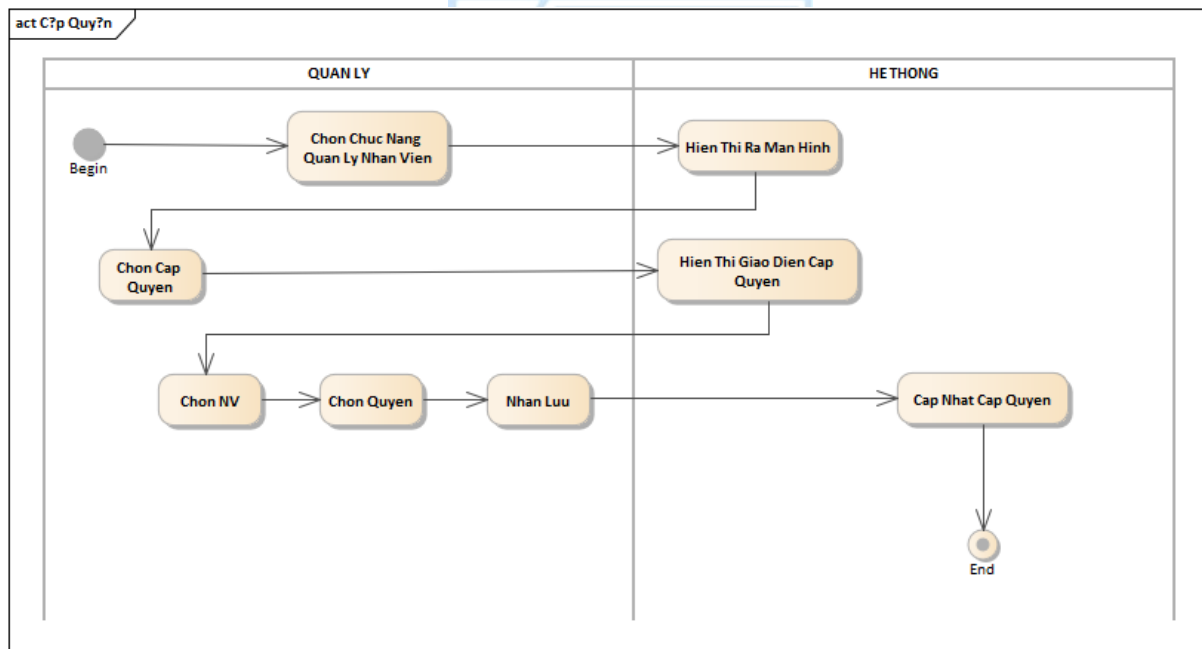 act C?p Quy?n
QUAN LY
HE THONG
Begin
Chon Chuc Nang
Quan Ly Nhan Vien
Hien Thi Ra Man Hinh
Chon Cap
Quyen
Hien Thi Giao Dien Cap
Quyen
Chon NV
Chon Quyen
Nhan Luu
Cap Nhat Cap Quyen
End